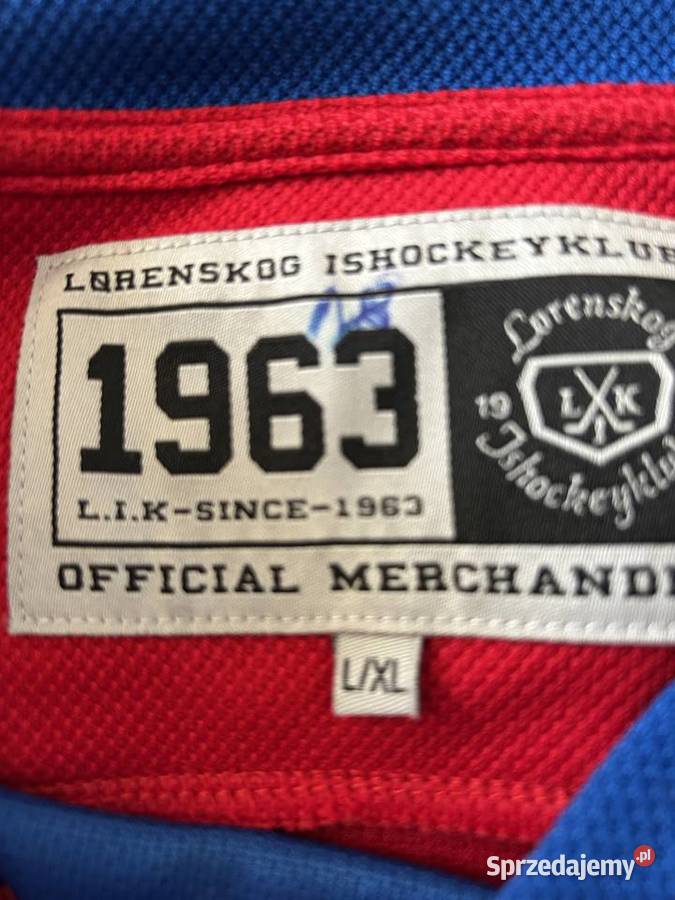 LØRENSKOG ISHOCKEYKLUB
1963
L.I.K-SINCE-1963
Lørenskog
19
L I K
Ishockeyklub
OFFICIAL MERCHANDI
L/XL
Sprzedajemy.pl